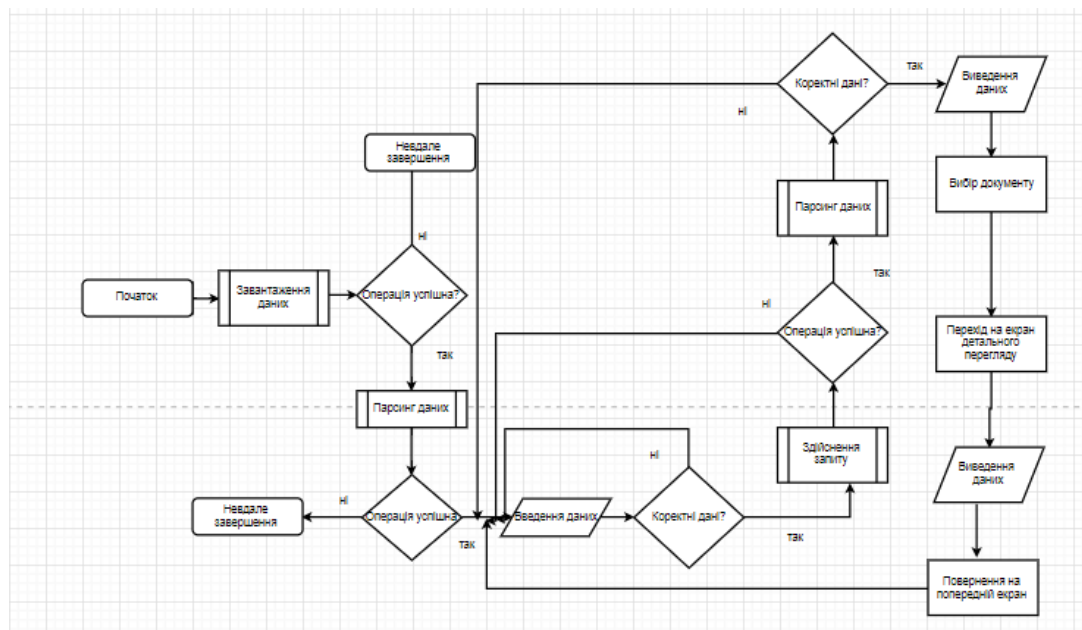 Початок
Завантаження
даних
Операція успішна?
ні
Невдале
завершення
так
Парсинг даних
Операція успішна
ні
Невдале
завершення
так
Введення даних
Коректні дані?
ні
так
Здійснення
запиту
Операція успішна?
ні
так
Парсинг даних
Коректні дані?
ні
так
Виведення
даних
Вибір документу
Перехід на екран
детального
перегляду
Виведення
даних
Повернення на
попередній екран